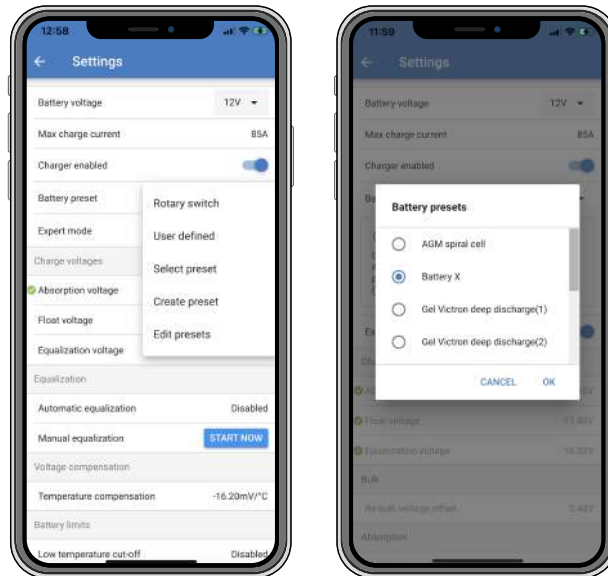 12:58
Settings
Battery voltage 12V
Max charge current 85A
Charger enabled
Battery preset
Expert mode
Rotary switch
User defined
Select preset
Create preset
Edit presets
Charge voltages
Absorption voltage
Float voltage
Equalization voltage
Equalization
Automatic equalization Disabled
Manual equalization START NOW
Voltage compensation
Temperature compensation -16.20mV/°C
Battery limits
Low temperature cut-off Disabled
11:59
Settings
Battery voltage 12V
Max charge current 85A
Charger enabled
Battery presets
AGM spiral cell
Battery X
Gel Victron deep discharge(1)
Gel Victron deep discharge(2)
CANCEL OK
Float voltage
Equalization voltage
Bulk
Re-bulk voltage offset
Absorption